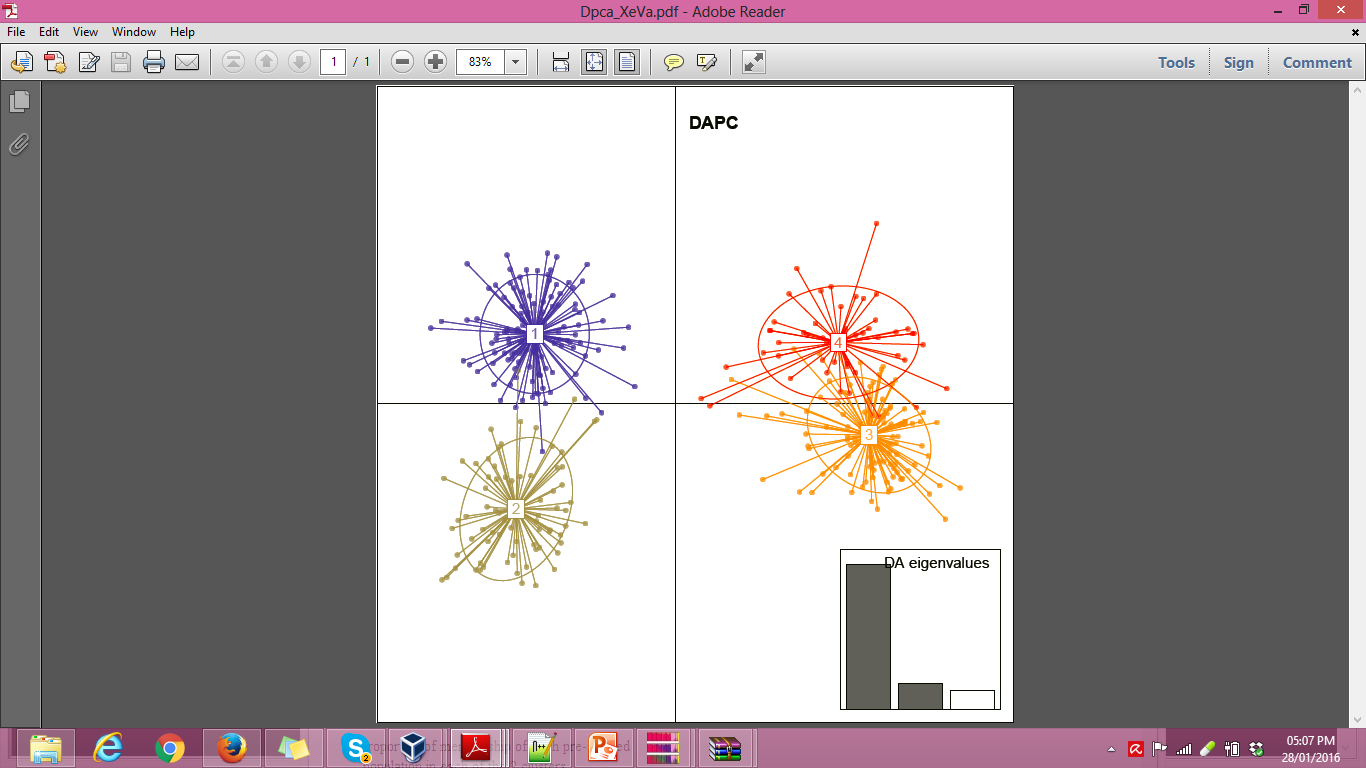 Dpca_XeVa.pdf - Adobe Reader
File Edit View Window Help
1 / 1 83% Tools Sign Comment
DAPC
1
4
3
2
DA eigenvalues
05:07 PM
28/01/2016